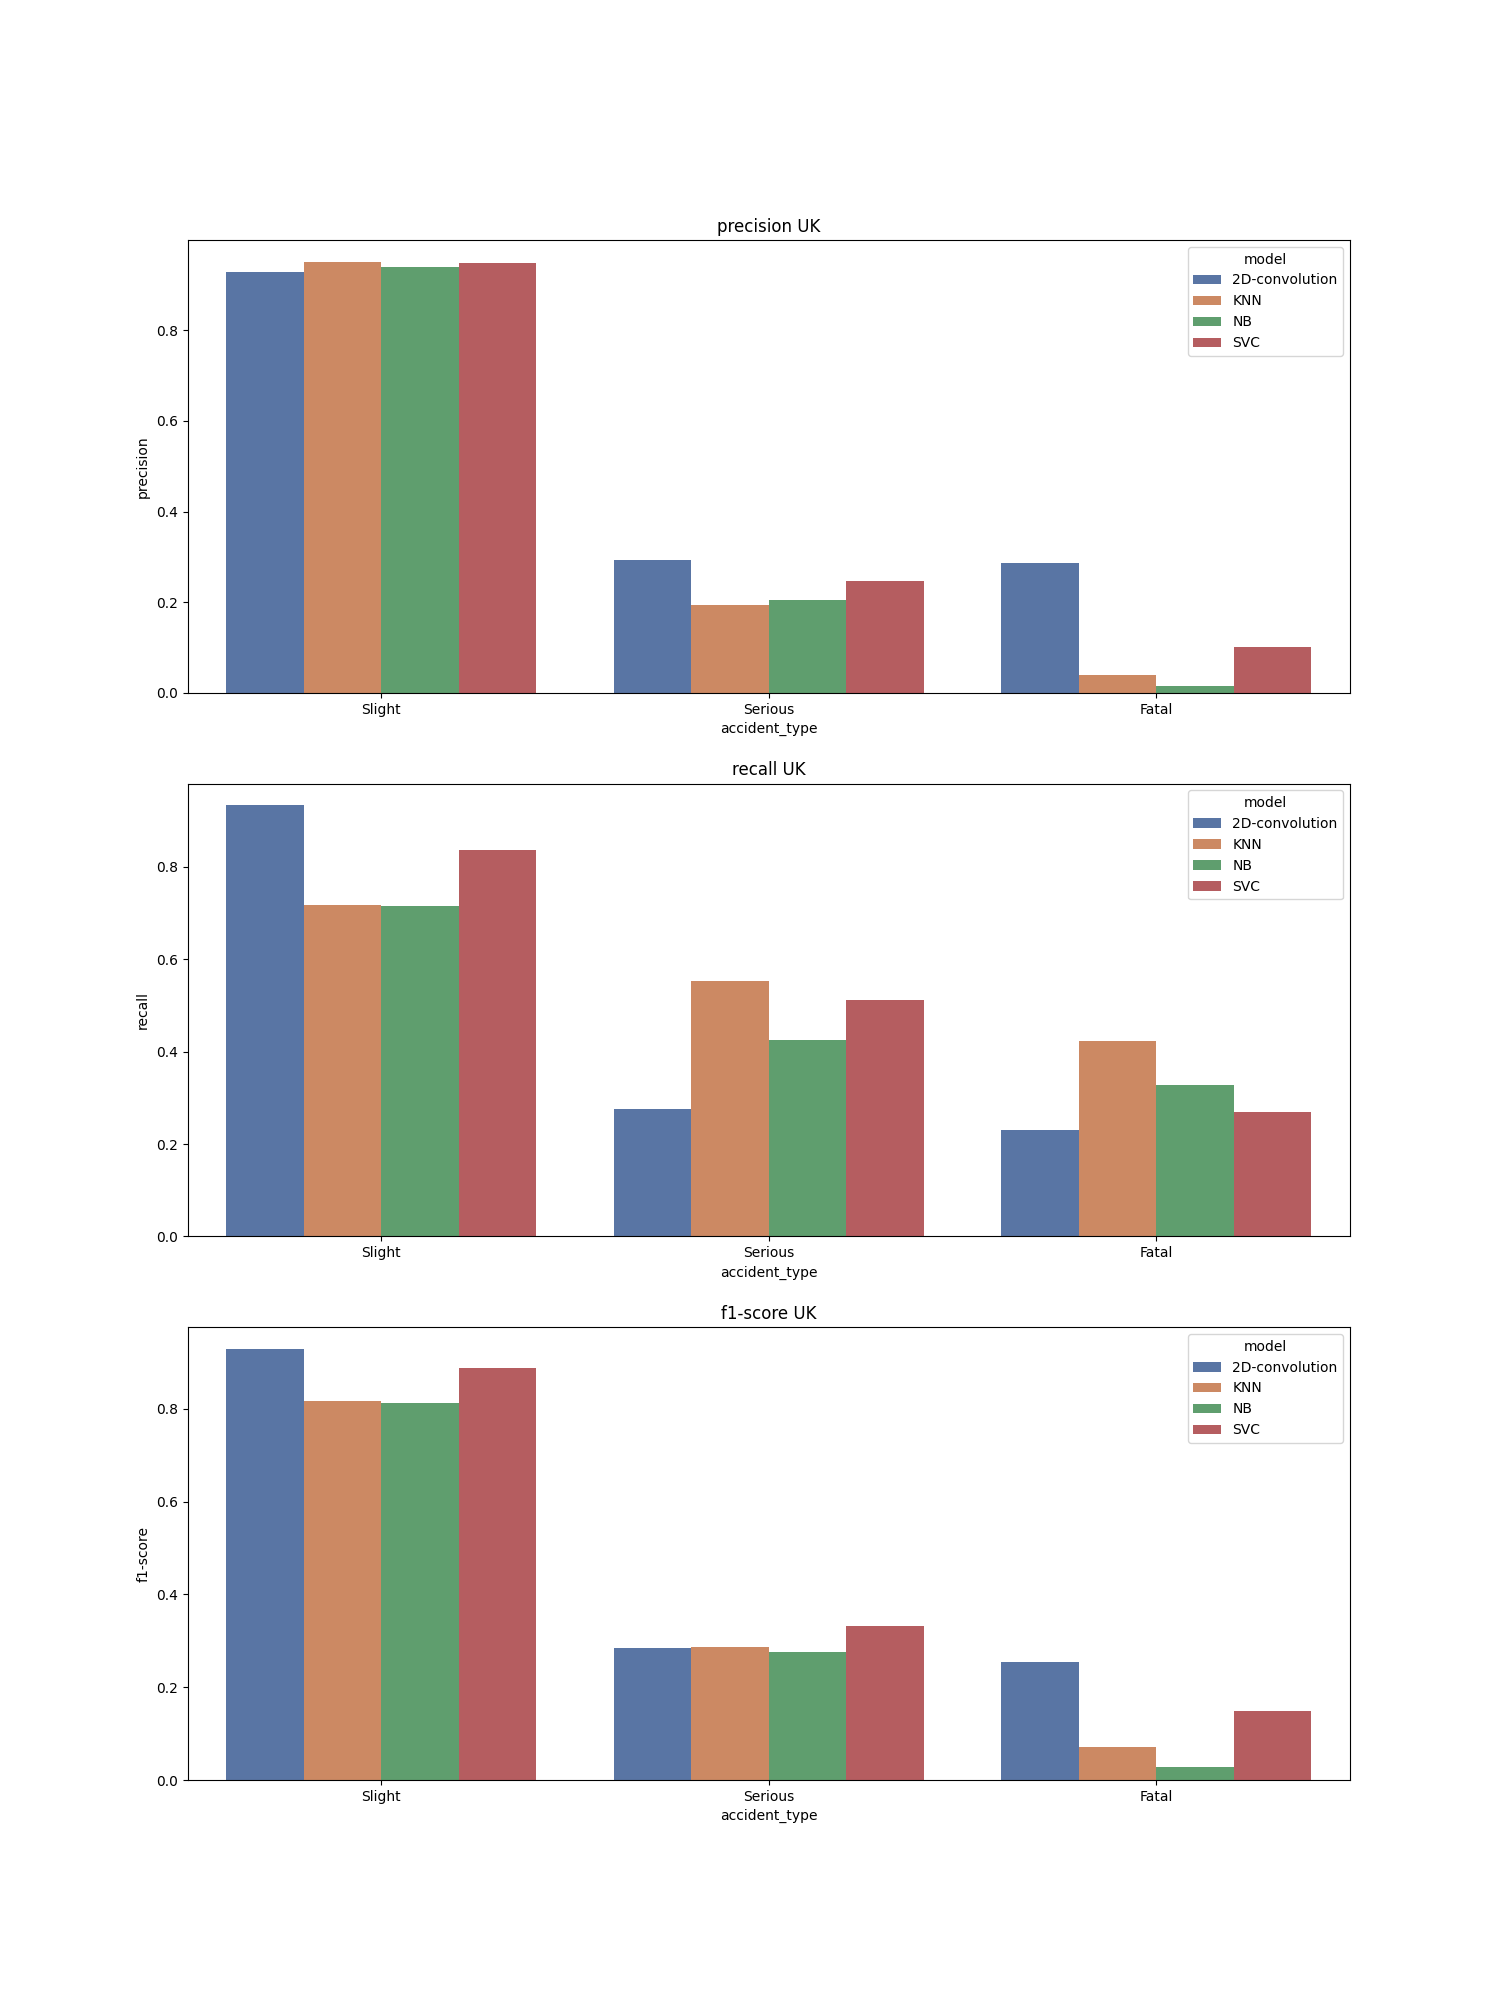 precision UK
model
2D-convolution
KNN
NB
SVC
0.8
0.6
0.4
0.2
0.0
precision
Slight Serious Fatal
accident_type
recall UK
model
2D-convolution
KNN
NB
SVC
0.8
0.6
0.4
0.2
0.0
recall
Slight Serious Fatal
accident_type
f1-score UK
model
2D-convolution
KNN
NB
SVC
0.8
0.6
0.4
0.2
0.0
f1-score
Slight Serious Fatal
accident_type